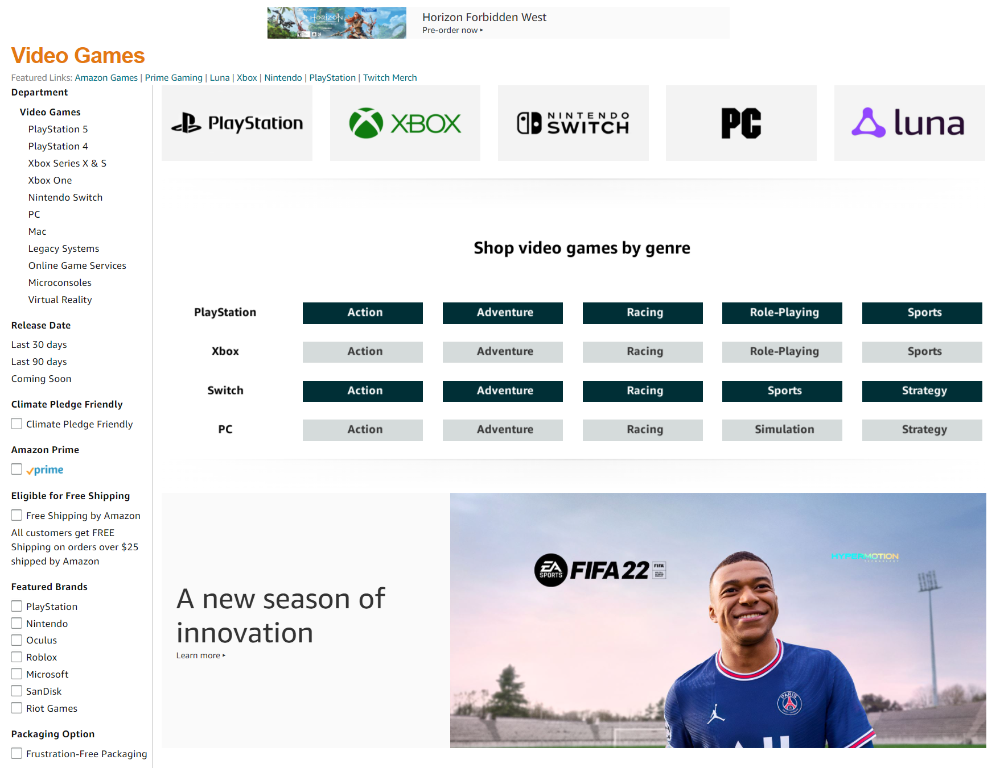 HORIZON
Horizon Forbidden West
Pre-order now ▸
Video Games
Featured Links: Amazon Games | Prime Gaming | Luna | Xbox | Nintendo | PlayStation | Twitch Merch
Department
Video Games
PlayStation 5
PlayStation 4
Xbox Series X & S
Xbox One
Nintendo Switch
PC
Mac
Legacy Systems
Online Game Services
Microconsoles
Virtual Reality
Release Date
Last 30 days
Last 90 days
Coming Soon
Climate Pledge Friendly
Climate Pledge Friendly
Amazon Prime
prime
Eligible for Free Shipping
Free Shipping by Amazon
All customers get FREE
Shipping on orders over $25
shipped by Amazon
Featured Brands
PlayStation
Nintendo
Oculus
Roblox
Microsoft
SanDisk
Riot Games
Packaging Option
Frustration-Free Packaging
PlayStation
XBOX
NINTENDO
SWITCH
PC
luna
Shop video games by genre
PlayStation Action Adventure Racing Role-Playing Sports
Xbox Action Adventure Racing Role-Playing Sports
Switch Action Adventure Racing Sports Strategy
PC Action Adventure Racing Simulation Strategy
A new season of
innovation
Learn more ▸
EA
SPORTS
FIFA 22
FIFA
HYPERMOTION
TECHNOLOGY
PARIS